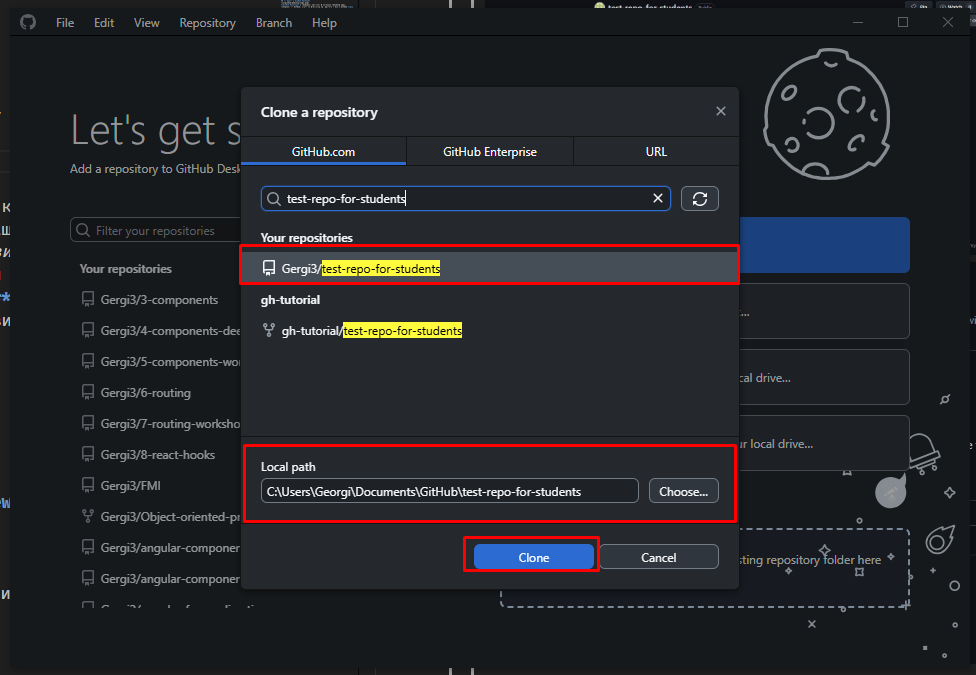 File Edit View Repository Branch Help
Let's get s
Add a repository to GitHub Desk
Filter your repositories
Your repositories
Gergi3/3-components
Gergi3/4-components-dee
Gergi3/5-components-wo
Gergi3/6-routing
Gergi3/7-routing-worksho
Gergi3/8-react-hooks
Gergi3/FMI
Gergi3/Object-oriented-pr
Gergi3/angular-componer
Gergi3/angular-componer
Clone a repository
GitHub.com GitHub Enterprise URL
test-repo-for-students
Your repositories
Gergi3/test-repo-for-students
gh-tutorial
gh-tutorial/test-repo-for-students
Local path
C:\Users\Georgi\Documents\GitHub\test-repo-for-students
Choose...
Clone Cancel
...
cal drive...
ur local drive...
sting repository folder here